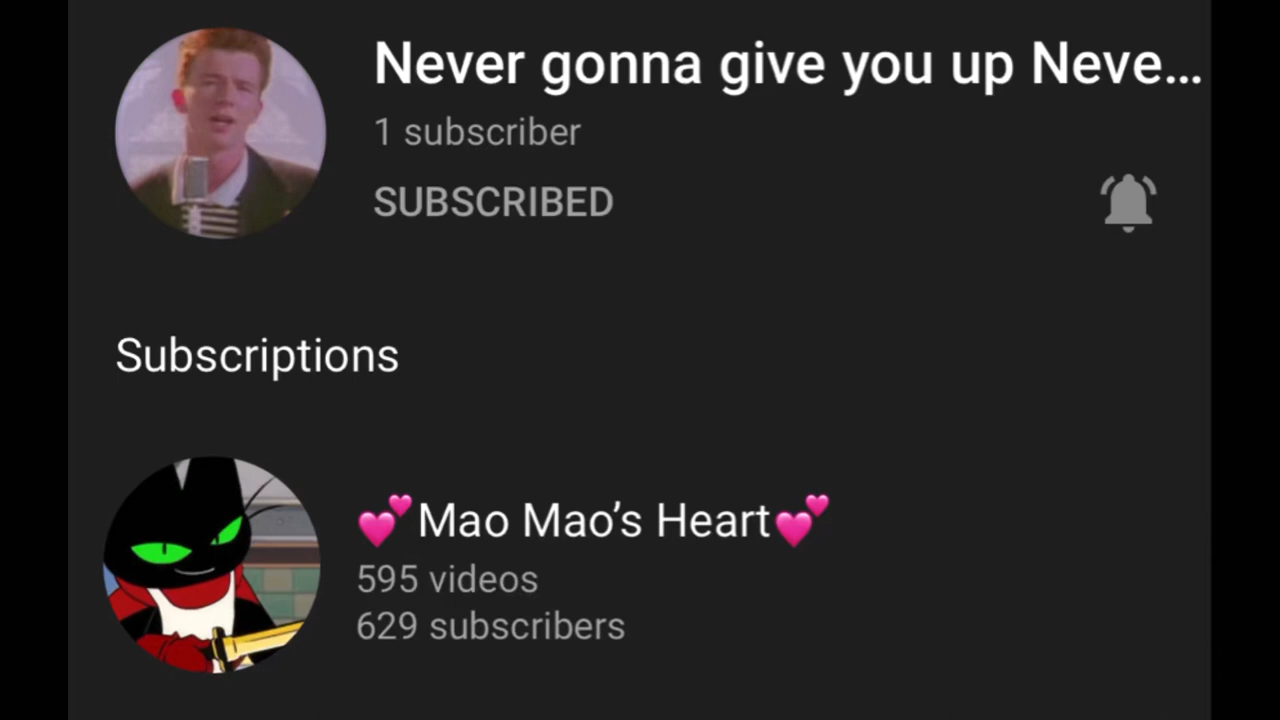 Never gonna give you up Neve...
1 subscriber
SUBSCRIBED
Subscriptions
💕Mao Mao’s Heart💕
595 videos
629 subscribers